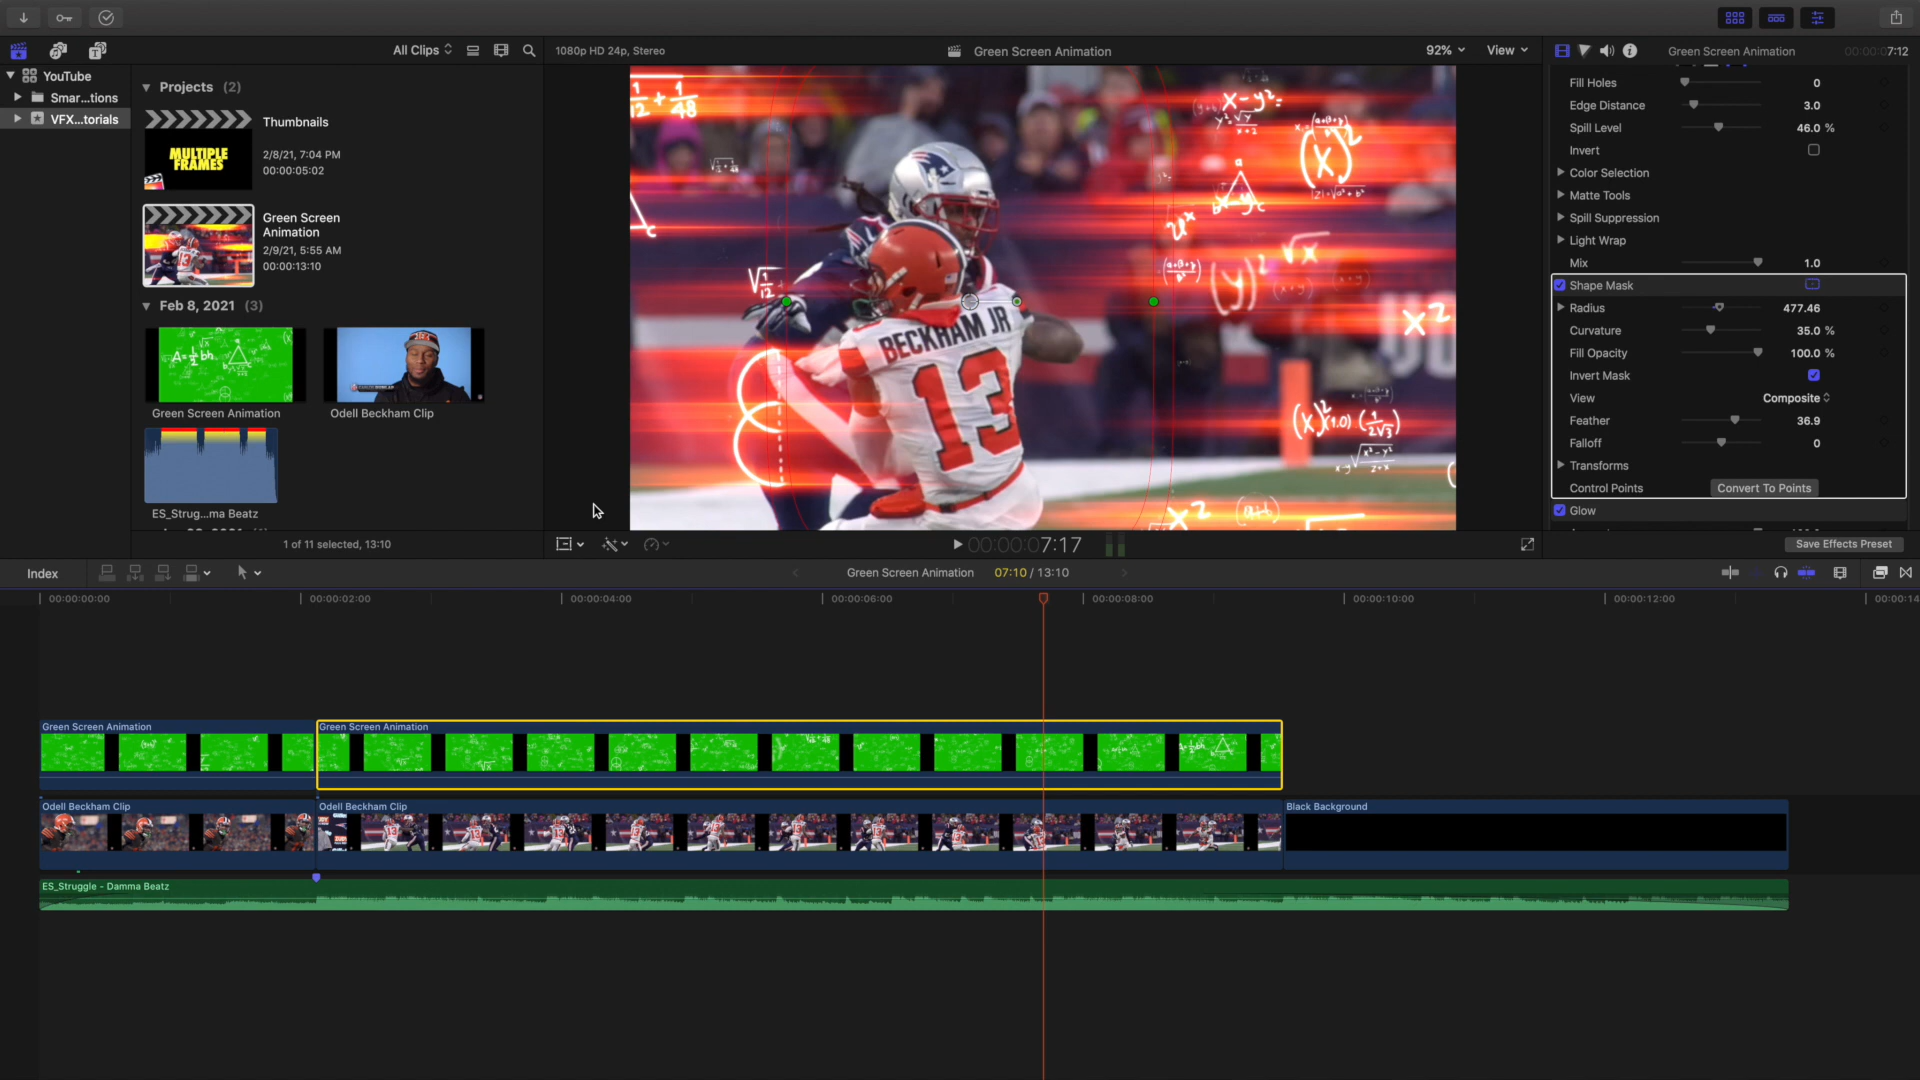 All Clips
1080p HD 24p, Stereo
Green Screen Animation
92%
View
Green Screen Animation
00:00:0 7:12
YouTube
Smar...tions
VFX...torials
Projects (2)
MULTIPLE
FRAMES
Thumbnails
2/8/21, 7:04 PM
00:00:05:02
Green Screen
Animation
2/9/21, 5:55 AM
00:00:13:10
Feb 8, 2021 (3)
A=½bh
Green Screen Animation
Odell Beckham Clip
ES_Strug...ma Beatz
1 of 11 selected, 13:10
BECKHAM JR
13
Fill Holes 0
Edge Distance 3.0
Spill Level 46.0 %
Invert
Color Selection
Matte Tools
Spill Suppression
Light Wrap
Mix 1.0
Shape Mask
Radius 477.46
Curvature 35.0 %
Fill Opacity 100.0 %
Invert Mask
View Composite
Feather 36.9
Falloff 0
Transforms
Control Points Convert To Points
Glow
00:00:07:17
Save Effects Preset
Index
Green Screen Animation 07:10 / 13:10
00:00:00:00 00:00:02:00 00:00:04:00 00:00:06:00 00:00:08:00 00:00:10:00 00:00:12:00 00:00:14
Green Screen Animation
Green Screen Animation
Odell Beckham Clip
Odell Beckham Clip
Black Background
ES_Struggle - Damma Beatz